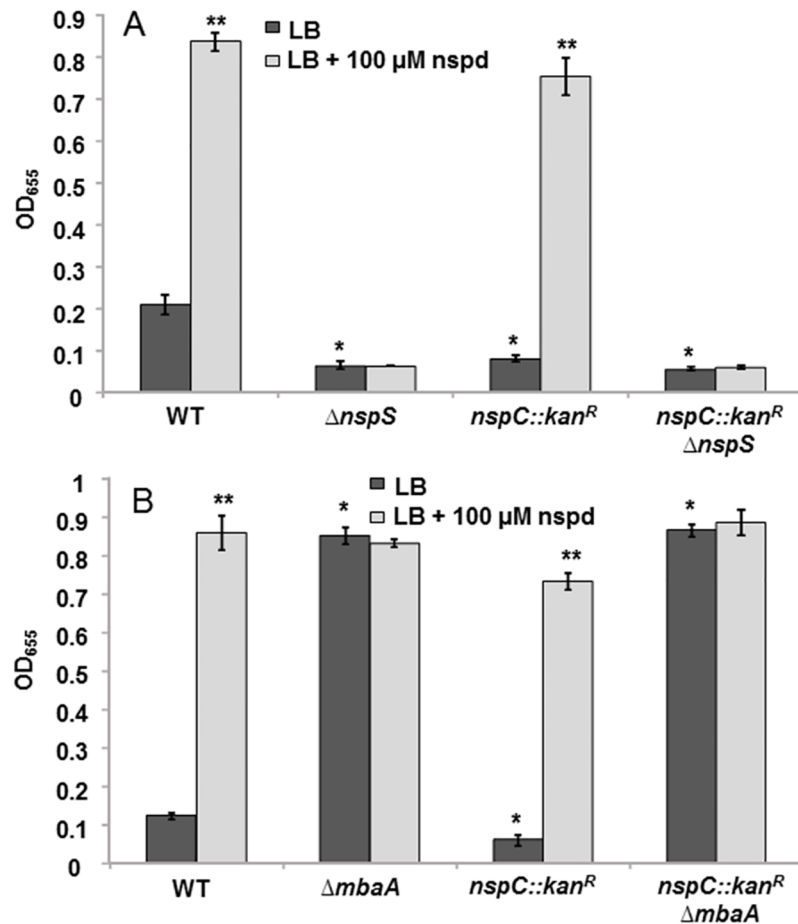 A
LB
LB + 100 µM nspd
OD655
0.9
0.8
0.7
0.6
0.5
0.4
0.3
0.2
0.1
0
**
*
*
**
*
WT
ΔnspS
nspC::kanR
nspC::kanR
ΔnspS
B
LB
LB + 100 µM nspd
OD655
1
0.9
0.8
0.7
0.6
0.5
0.4
0.3
0.2
0.1
0
**
*
*
**
*
WT
ΔmbaA
nspC::kanR
nspC::kanR
ΔmbaA